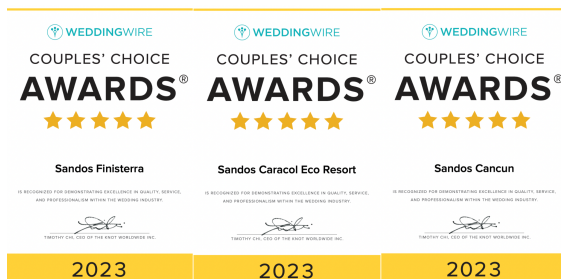 WEDDINGWIRE
COUPLES' CHOICE
AWARDS®
Sandos Finisterra
IS RECOGNIZED FOR DEMONSTRATING EXCELLENCE IN QUALITY, SERVICE,
AND PROFESSIONALISM WITHIN THE WEDDING INDUSTRY.
TIMOTHY CHI, CEO OF THE KNOT WORLDWIDE INC.
2023
WEDDINGWIRE
COUPLES' CHOICE
AWARDS®
Sandos Caracol Eco Resort
IS RECOGNIZED FOR DEMONSTRATING EXCELLENCE IN QUALITY, SERVICE,
AND PROFESSIONALISM WITHIN THE WEDDING INDUSTRY.
TIMOTHY CHI, CEO OF THE KNOT WORLDWIDE INC.
2023
WEDDINGWIRE
COUPLES' CHOICE
AWARDS®
Sandos Cancun
IS RECOGNIZED FOR DEMONSTRATING EXCELLENCE IN QUALITY, SERVICE,
AND PROFESSIONALISM WITHIN THE WEDDING INDUSTRY.
TIMOTHY CHI, CEO OF THE KNOT WORLDWIDE INC.
2023